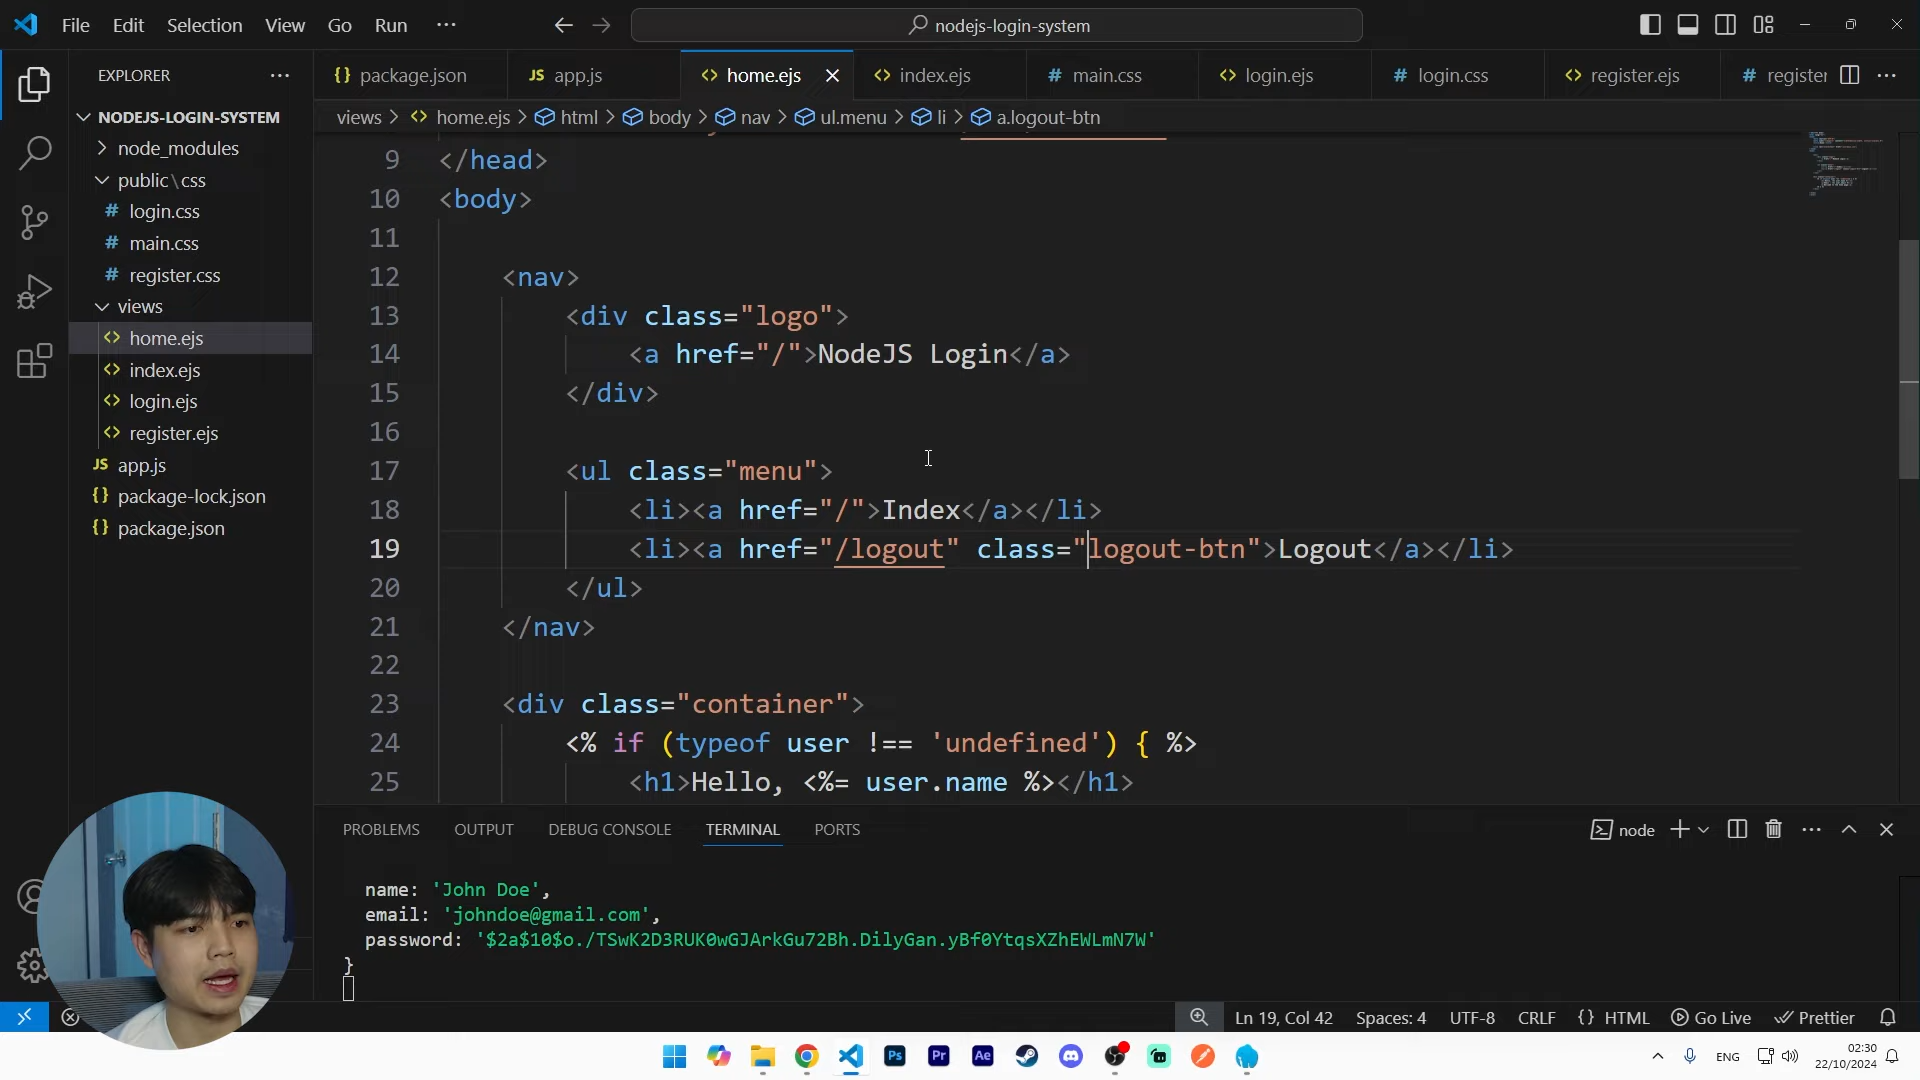 File Edit Selection View Go Run ···
nodejs-login-system
EXPLORER
NODEJS-LOGIN-SYSTEM
node_modules
public\css
login.css
main.css
register.css
views
home.ejs
index.ejs
login.ejs
register.ejs
app.js
package-lock.json
package.json
package.json app.js home.ejs index.ejs main.css login.ejs login.css register.ejs register
views > home.ejs > html > body > nav > ul.menu > li > a.logout-btn
9 </head>
10 <body>
11
12 <nav>
13 <div class="logo">
14 <a href="/">NodeJS Login</a>
15 </div>
16
17 <ul class="menu">
18 <li><a href="/">Index</a></li>
19 <li><a href="/logout" class="logout-btn">Logout</a></li>
20 </ul>
21 </nav>
22
23 <div class="container">
24 <% if (typeof user !== 'undefined') { %>
25 <h1>Hello, <%= user.name %></h1>
PROBLEMS OUTPUT DEBUG CONSOLE TERMINAL PORTS
node
name: 'John Doe',
email: 'johndoe@gmail.com',
password: '$2a$10$o./TSwK2D3RUK0wGJArkGu72Bh.DilyGan.yBf0YtqsXZhEWLmN7W'
}
Ln 19, Col 42 Spaces: 4 UTF-8 CRLF {} HTML Go Live Prettier
Ps Pr Ae
ENG
02:30
22/10/2024